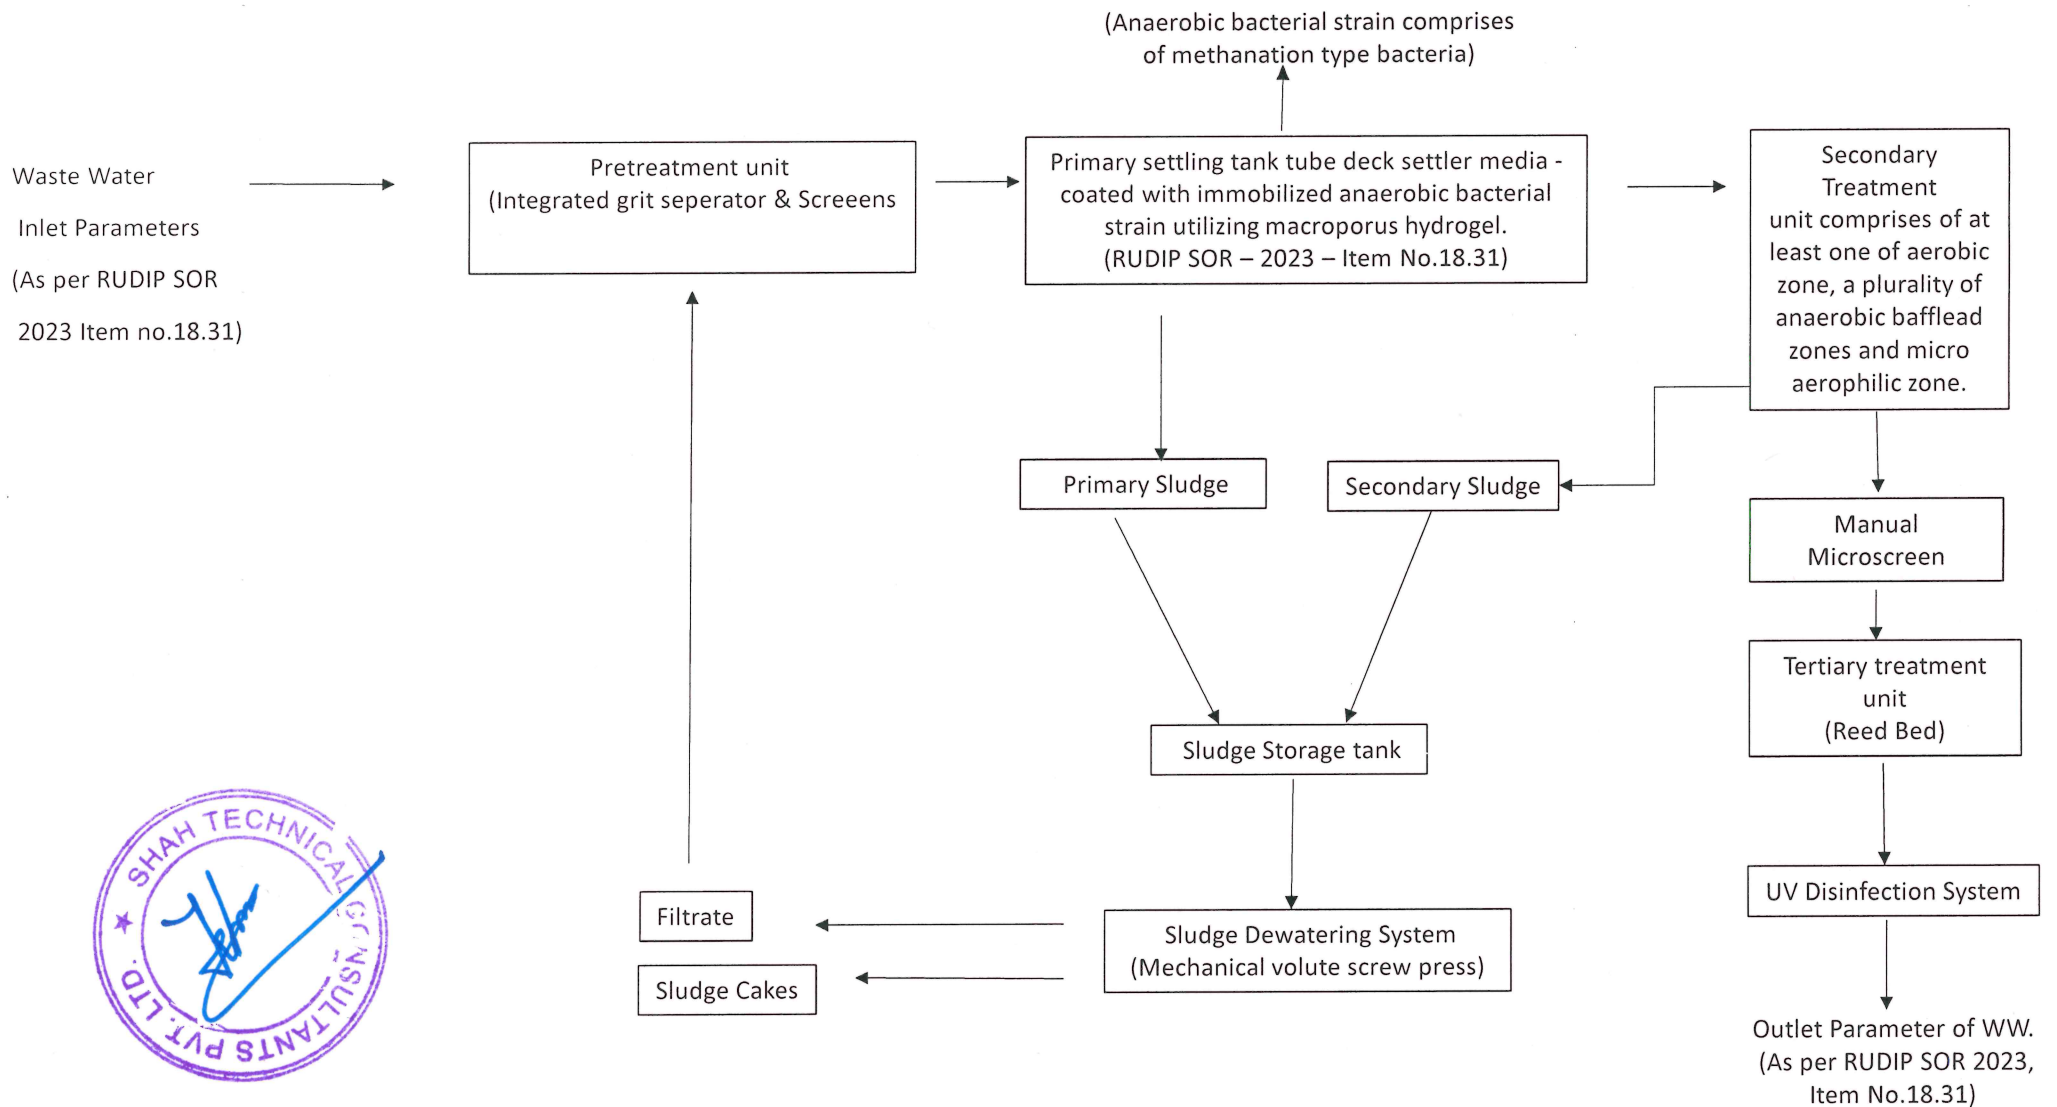 (Anaerobic bacterial strain comprises
of methanation type bacteria)
Waste Water
Inlet Parameters
(As per RUDIP SOR
2023 Item no.18.31)
Pretreatment unit
(Integrated grit seperator & Screeens
Primary settling tank tube deck settler media -
coated with immobilized anaerobic bacterial
strain utilizing macroporus hydrogel.
(RUDIP SOR – 2023 – Item No.18.31)
Secondary
Treatment
unit comprises of at
least one of aerobic
zone, a plurality of
anaerobic bafflead
zones and micro
aerophilic zone.
Primary Sludge
Secondary Sludge
Manual
Microscreen
Tertiary treatment
unit
(Reed Bed)
Sludge Storage tank
UV Disinfection System
Filtrate
Sludge Cakes
Sludge Dewatering System
(Mechanical volute screw press)
Outlet Parameter of WW.
(As per RUDIP SOR 2023,
Item No.18.31)
SHAH TECHNICAL CONSULTANTS PVT. LTD.